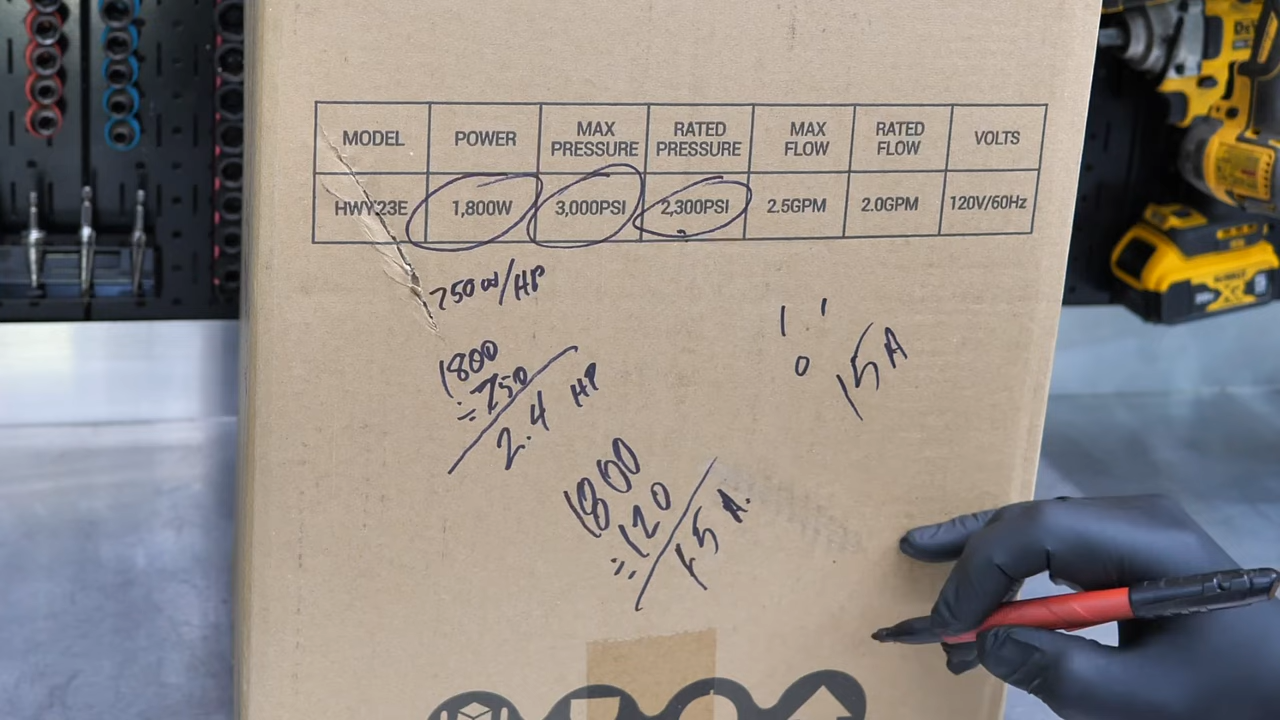 MODEL POWER MAX PRESSURE RATED PRESSURE MAX FLOW RATED FLOW VOLTS
HWY23E 1,800W 3,000PSI 2,300PSI 2.5GPM 2.0GPM 120V/60Hz
750W/HP
1800
÷750
2.4 HP
15A
1800
÷120
15 A.